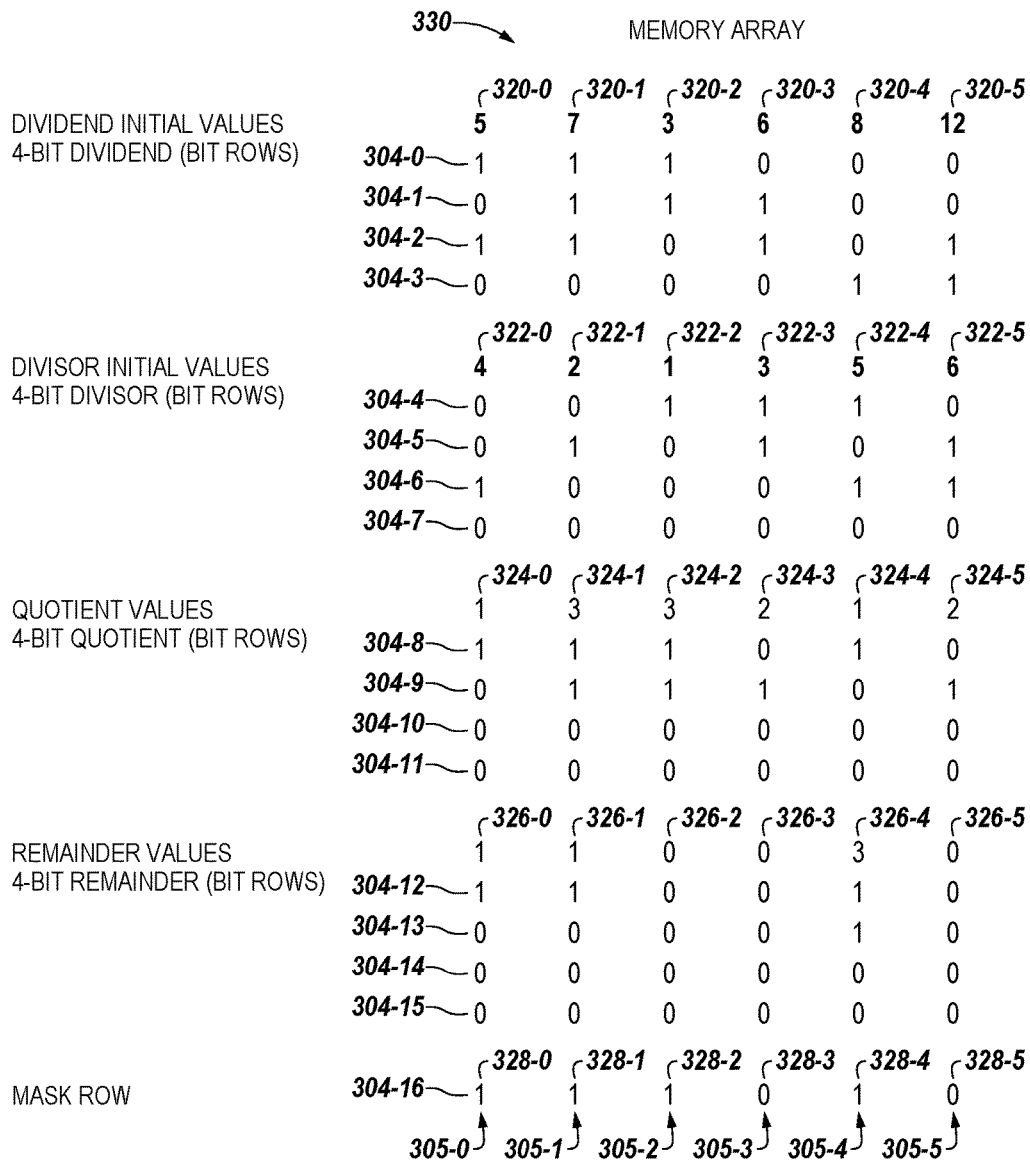 330 MEMORY ARRAY
320-0 320-1 320-2 320-3 320-4 320-5
DIVIDEND INITIAL VALUES 5 7 3 6 8 12
4-BIT DIVIDEND (BIT ROWS)
304-0 1 1 1 0 0 0
304-1 0 1 1 1 0 0
304-2 1 1 0 1 0 1
304-3 0 0 0 0 1 1
322-0 322-1 322-2 322-3 322-4 322-5
DIVISOR INITIAL VALUES 4 2 1 3 5 6
4-BIT DIVISOR (BIT ROWS)
304-4 0 0 1 1 1 0
304-5 0 1 0 1 0 1
304-6 1 0 0 0 1 1
304-7 0 0 0 0 0 0
324-0 324-1 324-2 324-3 324-4 324-5
QUOTIENT VALUES 1 3 3 2 1 2
4-BIT QUOTIENT (BIT ROWS)
304-8 1 1 1 0 1 0
304-9 0 1 1 1 0 1
304-10 0 0 0 0 0 0
304-11 0 0 0 0 0 0
326-0 326-1 326-2 326-3 326-4 326-5
REMAINDER VALUES 1 1 0 0 3 0
4-BIT REMAINDER (BIT ROWS)
304-12 1 1 0 0 1 0
304-13 0 0 0 0 1 0
304-14 0 0 0 0 0 0
304-15 0 0 0 0 0 0
328-0 328-1 328-2 328-3 328-4 328-5
MASK ROW 304-16 1 1 1 0 1 0
305-0 305-1 305-2 305-3 305-4 305-5